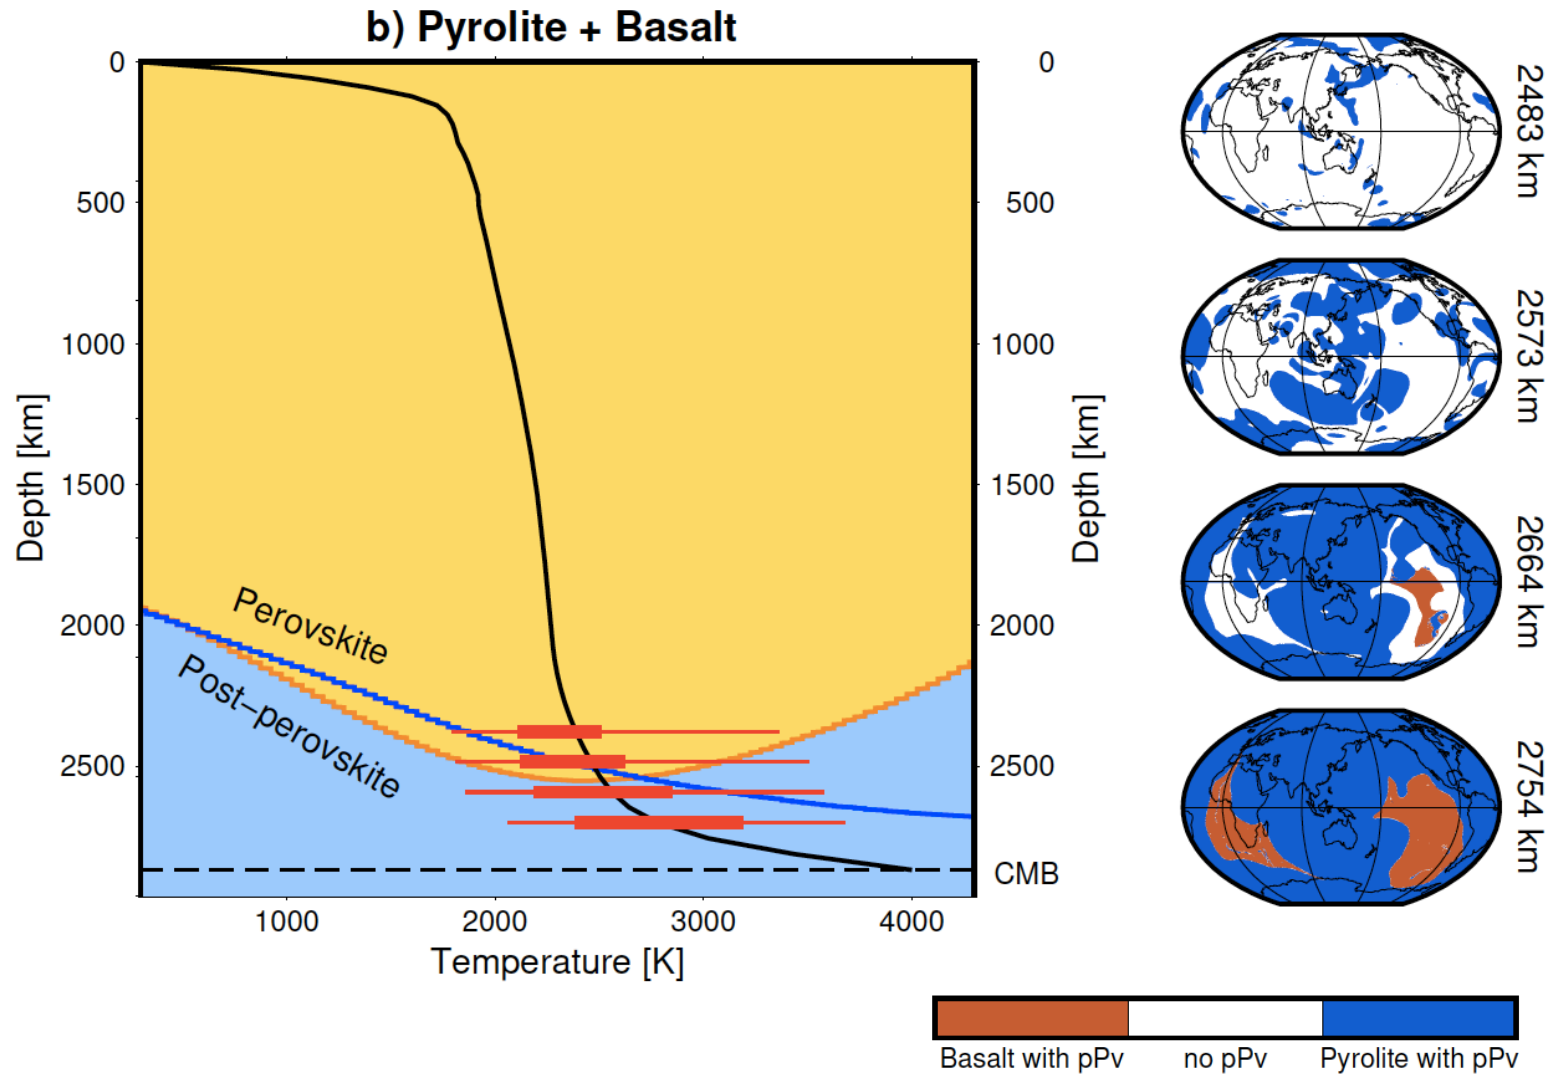 b) Pyrolite + Basalt
0
500
1000
1500
2000
2500
Depth [km]
Perovskite
Post-perovskite
0
500
1000
1500
2000
2500
CMB
Depth [km]
1000
2000
3000
4000
Temperature [K]
2483 km
2573 km
2664 km
2754 km
Basalt with pPv
no pPv
Pyrolite with pPv